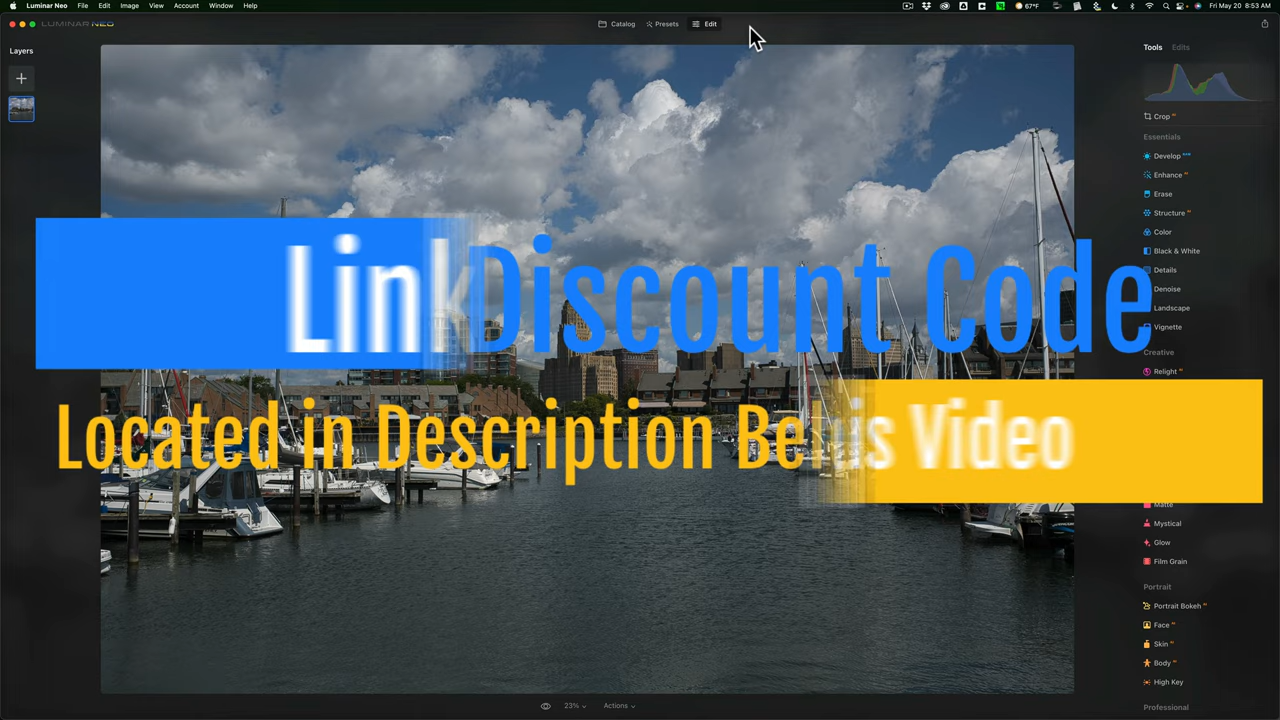 Luminar Neo File Edit Image View Account Window Help 67°F Fri May 20 8:53 AM
LUMINAR NEO Catalog Presets Edit
Layers
Tools Edits
Crop
Essentials
Develop
Enhance
Erase
Structure
Color
Black & White
Details
Denoise
Landscape
Vignette
Creative
Relight
Link Discount Code
Located in Description Video
Matte
Mystical
Glow
Film Grain
Portrait
Portrait Bokeh
Face
Skin
Body
High Key
Professional
23% Actions